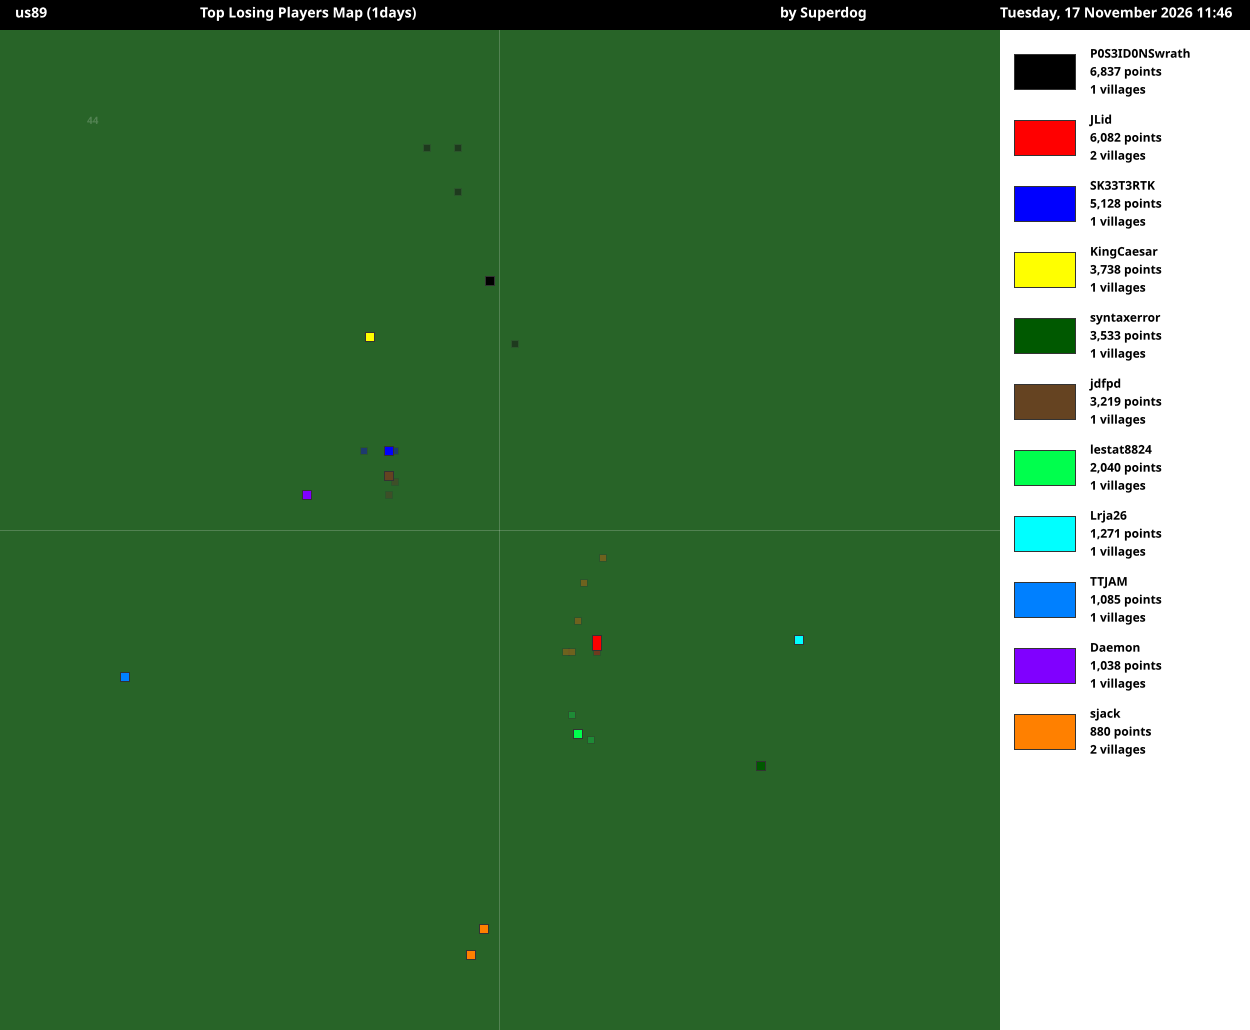 us89 Top Losing Players Map (1days) by Superdog Tuesday, 17 November 2026 11:46
44
P0S3ID0NSwrath
6,837 points
1 villages
JLid
6,082 points
2 villages
SK33T3RTK
5,128 points
1 villages
KingCaesar
3,738 points
1 villages
syntaxerror
3,533 points
1 villages
jdfpd
3,219 points
1 villages
lestat8824
2,040 points
1 villages
Lrja26
1,271 points
1 villages
TTJAM
1,085 points
1 villages
Daemon
1,038 points
1 villages
sjack
880 points
2 villages